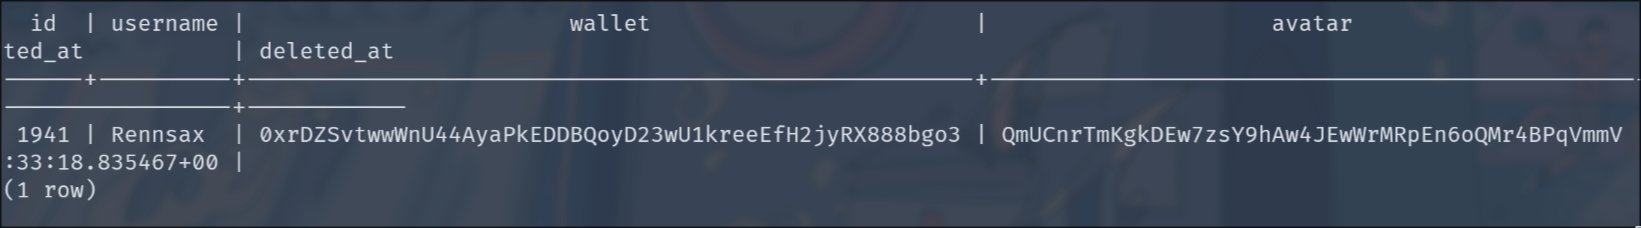 id | username | wallet | avatar
ted_at | deleted_at
1941 | Rennsax | 0xrDZSvtwwWnU44AyaPkEDDBQoyD23wU1kreeEfH2jyRX888bgo3 | QmUCnrTmKgkDEw7zsY9hAw4JEwWrMRpEn6oQMr4BPqVmmV
:33:18.835467+00 |
(1 row)